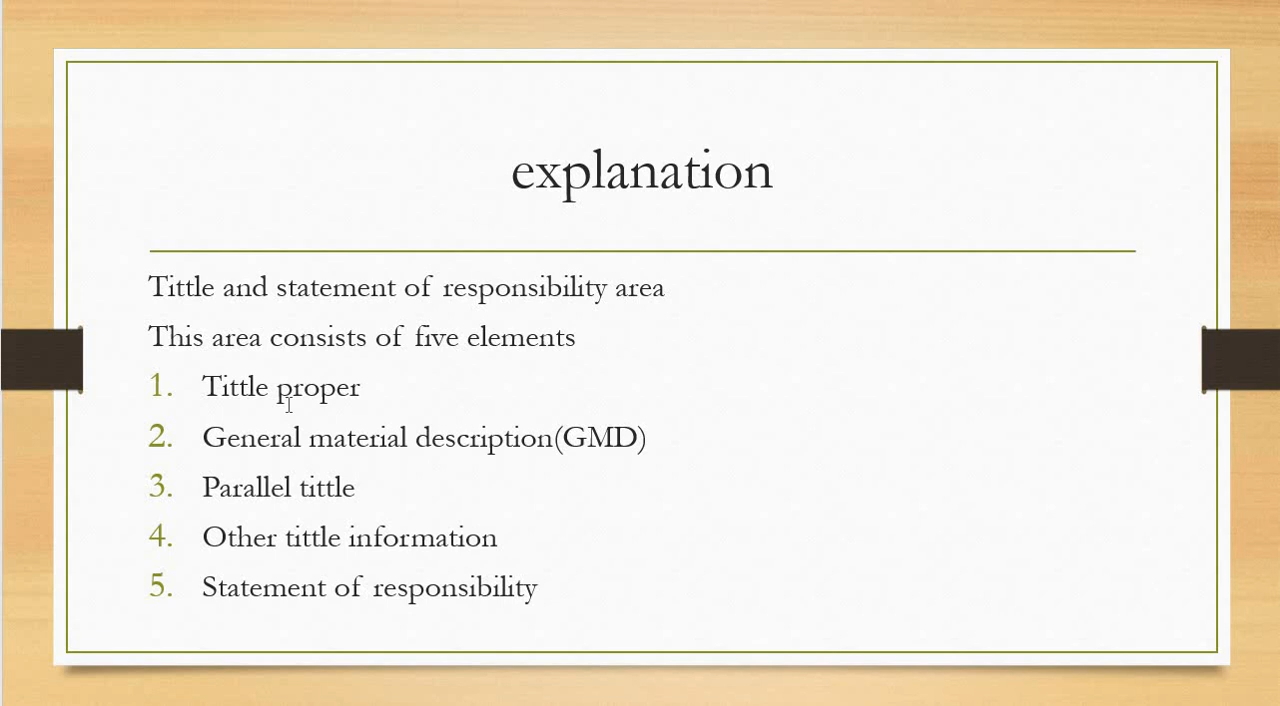 explanation
Tittle and statement of responsibility area
This area consists of five elements
1. Tittle proper
2. General material description(GMD)
3. Parallel tittle
4. Other tittle information
5. Statement of responsibility